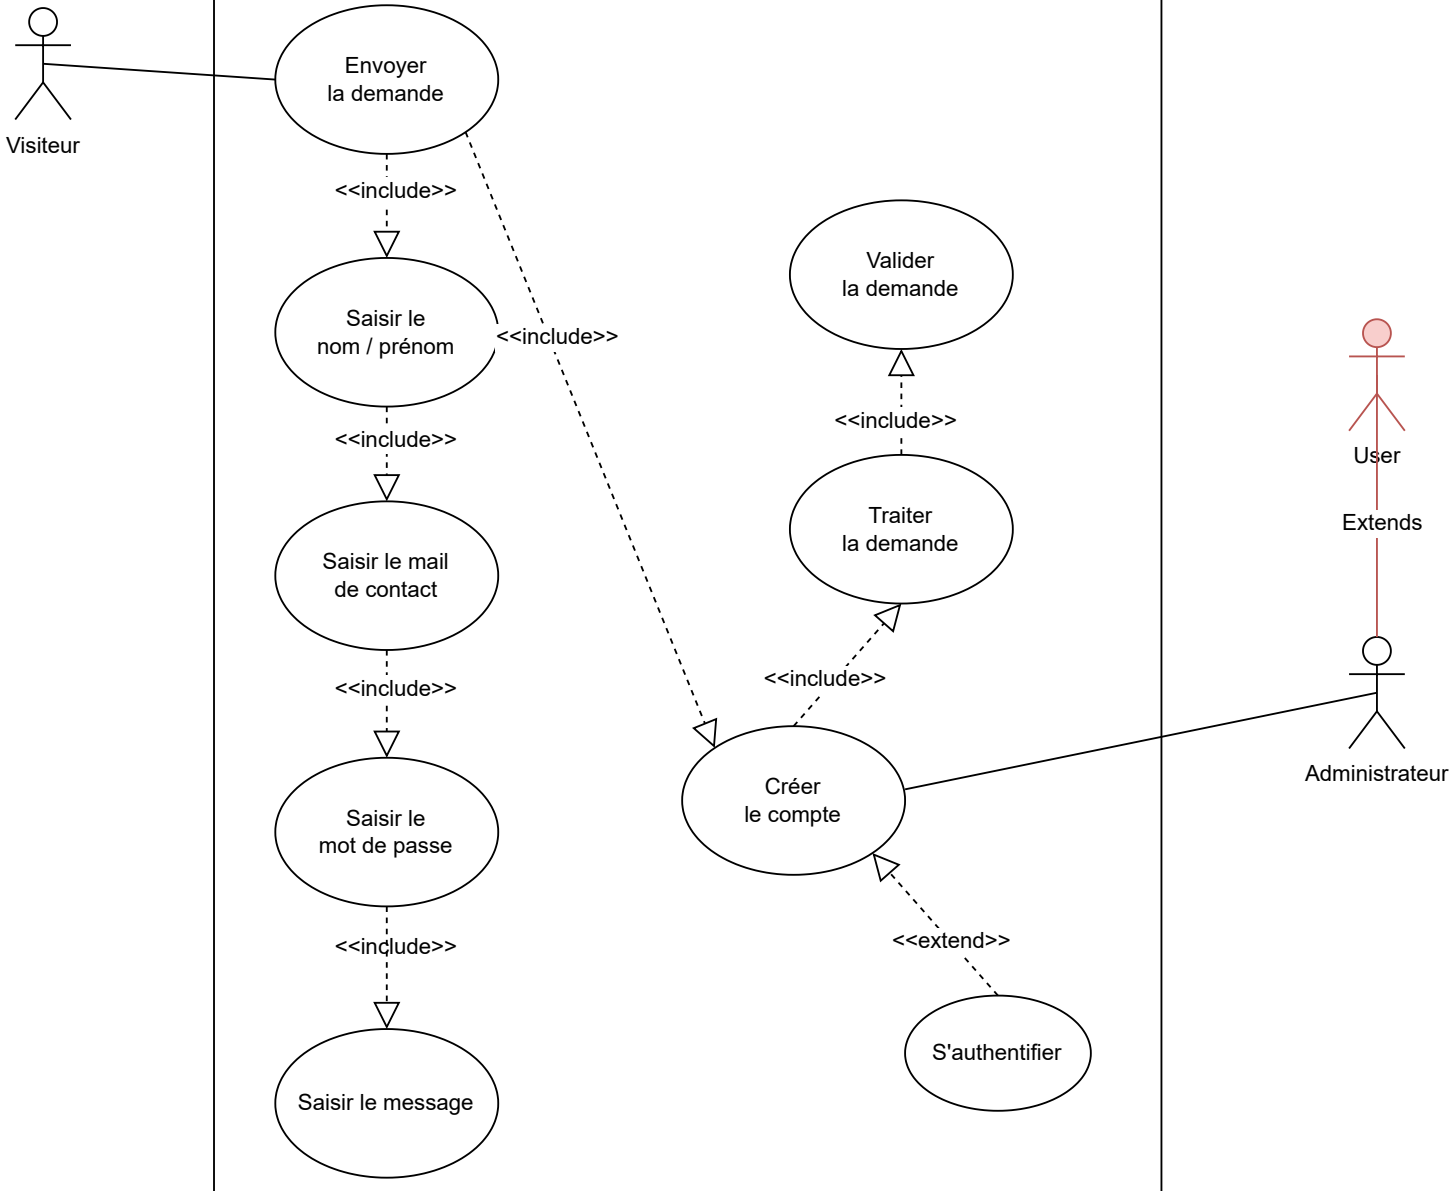 Visiteur
Envoyer
la demande
<<include>>
Saisir le
nom / prénom
<<include>>
<<include>>
Saisir le mail
de contact
<<include>>
Saisir le
mot de passe
<<include>>
Saisir le message
Valider
la demande
<<include>>
Traiter
la demande
<<include>>
Créer
le compte
<<extend>>
S'authentifier
User
Extends
Administrateur